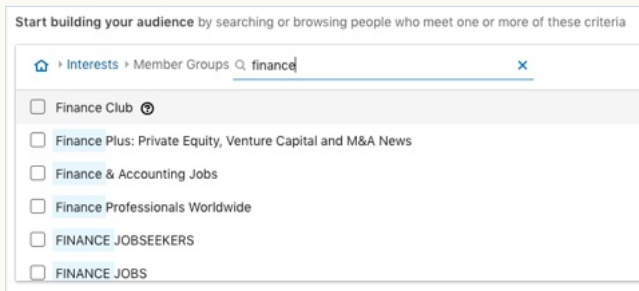 Start building your audience by searching or browsing people who meet one or more of these criteria
Interests Member Groups finance
Finance Club
Finance Plus: Private Equity, Venture Capital and M&A News
Finance & Accounting Jobs
Finance Professionals Worldwide
FINANCE JOBSEEKERS
FINANCE JOBS